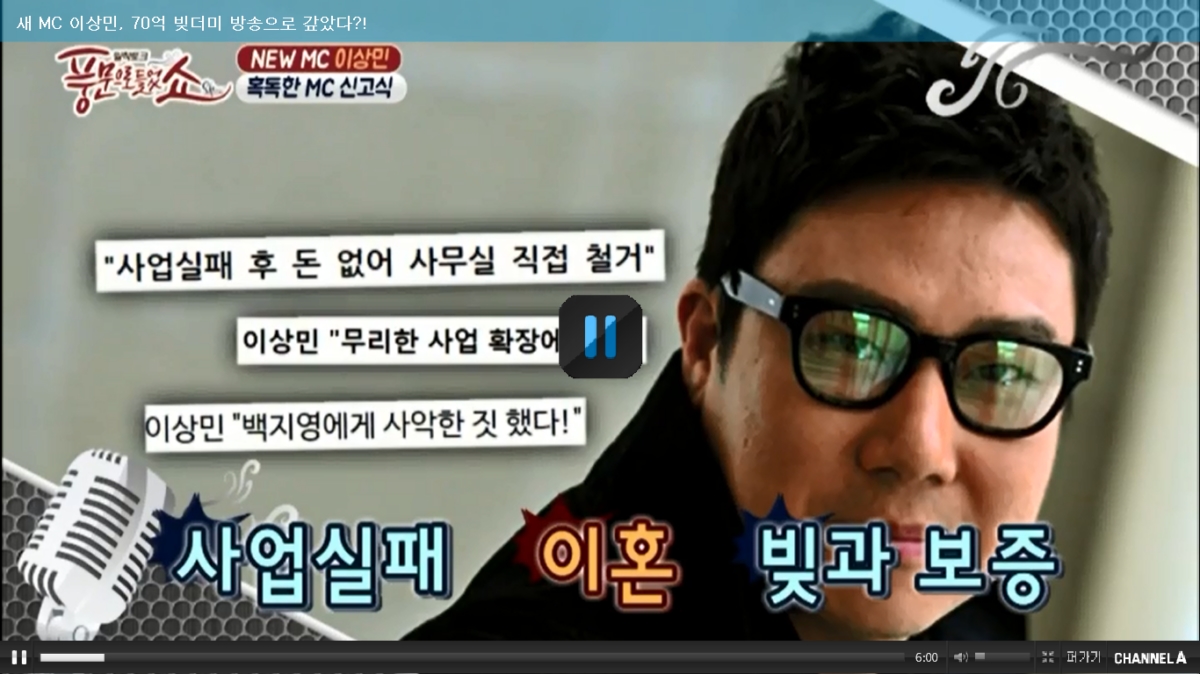 새 MC 이상민, 70억 빚더미 방송으로 갚았다?!
풍문으로 들었쇼
NEW MC 이상민
혹독한 MC 신고식
"사업실패 후 돈 없어 사무실 직접 철거"
이상민 "무리한 사업 확장에
이상민 "백지영에게 사악한 짓 했다!"
사업실패 이혼 빚과 보증
6:00 퍼가기 CHANNEL A